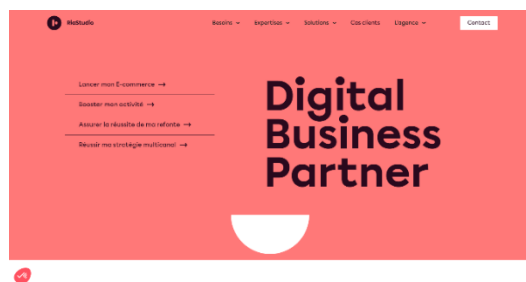 KiaStudio
Besoins
Expertises
Solutions
Cas clients
L'agence
Contact
Lancer mon E-commerce →
Booster mon activité →
Assurer la réussite de ma refonte →
Réussir ma stratégie multicanal →
Digital
Business
Partner